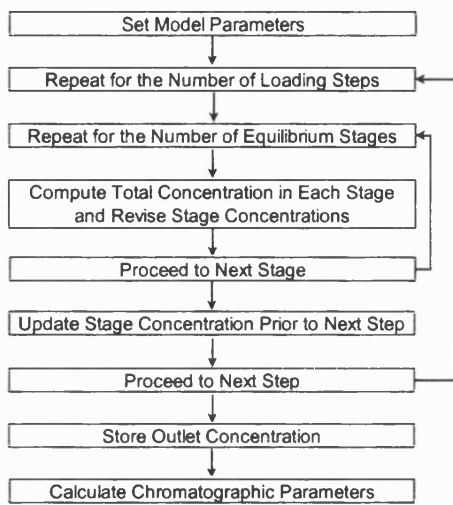 Set Model Parameters
Repeat for the Number of Loading Steps
Repeat for the Number of Equilibrium Stages
Compute Total Concentration in Each Stage
and Revise Stage Concentrations
Proceed to Next Stage
Update Stage Concentration Prior to Next Step
Proceed to Next Step
Store Outlet Concentration
Calculate Chromatographic Parameters